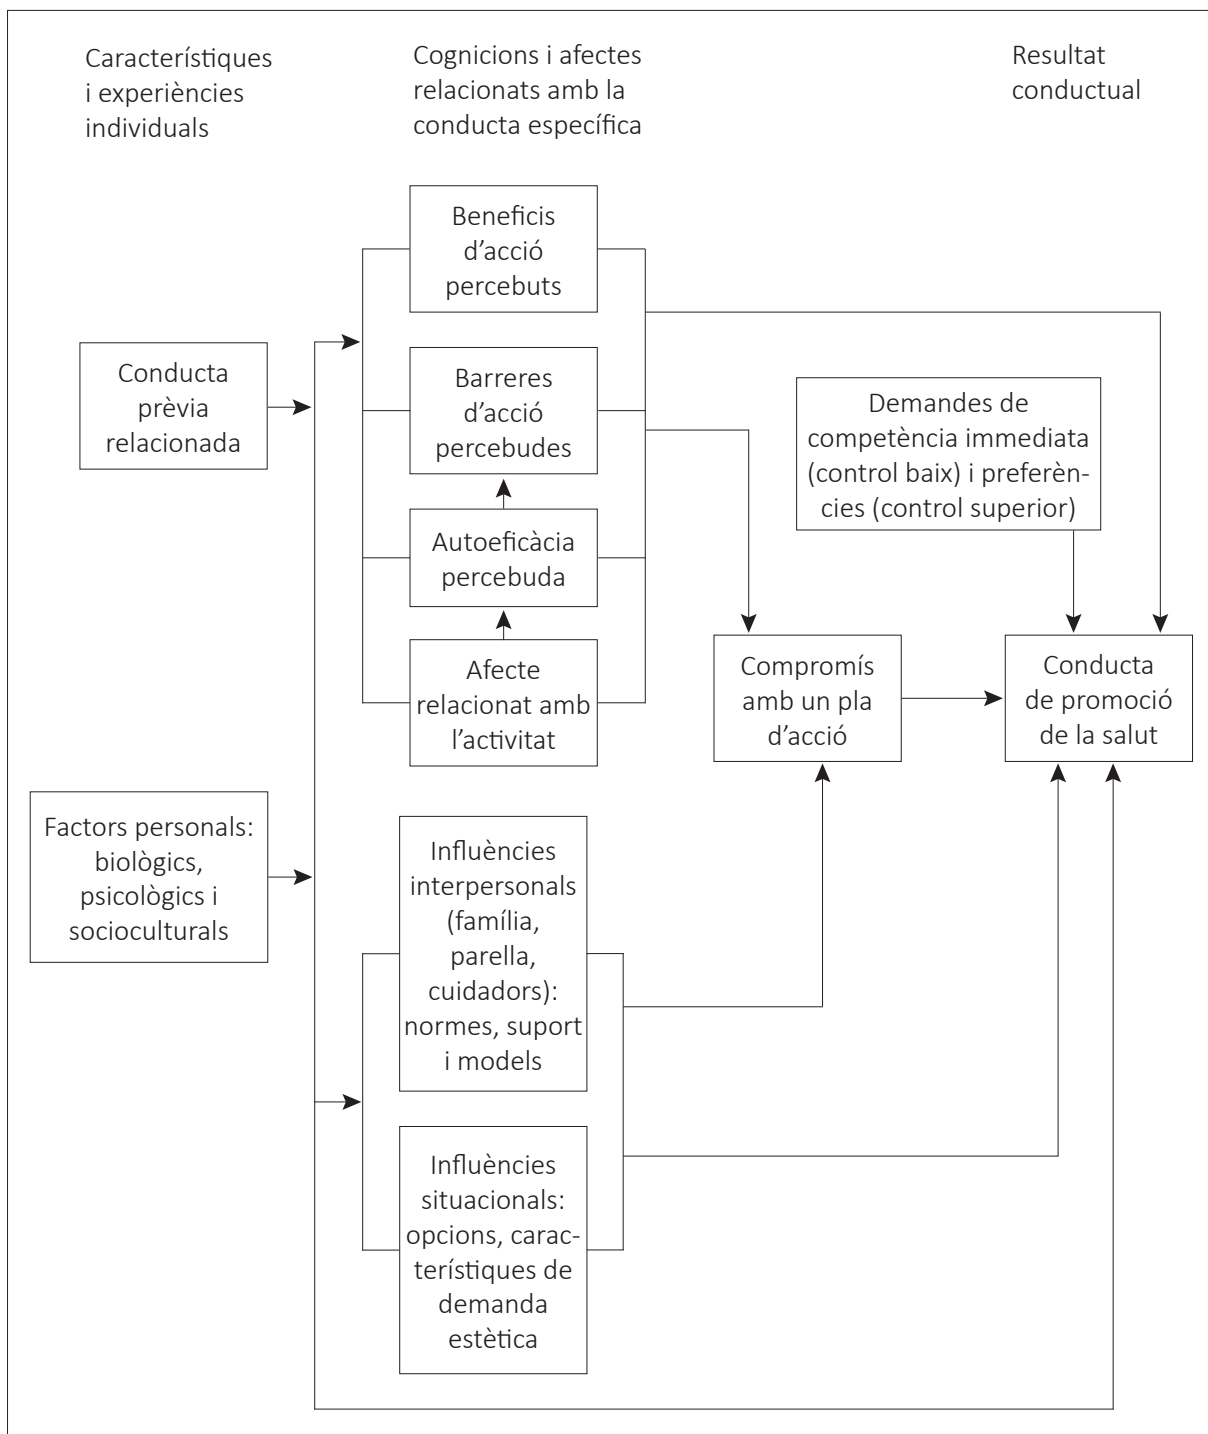 Característiques
i experiències
individuals
Cognicions i afectes
relacionats amb la
conducta específica
Resultat
conductual
Beneficis
d’acció
percebuts
Conducta
prèvia
relacionada
Barreres
d’acció
percebudes
Demandes de
competència immediata
(control baix) i preferèn-
cies (control superior)
Autoeficàcia
percebuda
Afecte
relacionat amb
l’activitat
Compromís
amb un pla
d’acció
Conducta
de promoció
de la salut
Factors personals:
biològics,
psicològics i
socioculturals
Influències
interpersonals
(família,
parella,
cuidadors):
normes, suport
i models
Influències
situacionals:
opcions, carac-
terístiques de
demanda
estètica